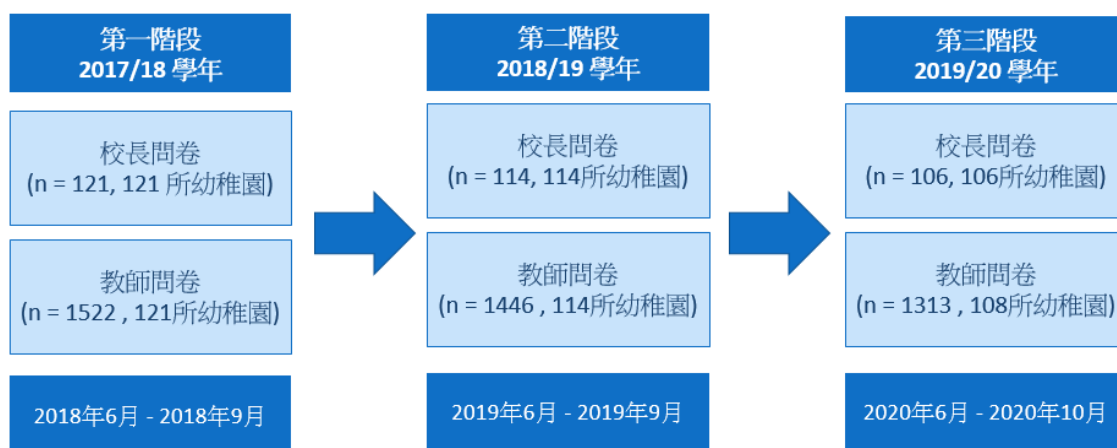 第一階段
2017/18 學年
校長問卷
(n = 121, 121 所幼稚園)
教師問卷
(n = 1522 , 121所幼稚園)
2018年6月 - 2018年9月
第二階段
2018/19 學年
校長問卷
(n = 114, 114所幼稚園)
教師問卷
(n = 1446 , 114所幼稚園)
2019年6月 - 2019年9月
第三階段
2019/20 學年
校長問卷
(n = 106, 106所幼稚園)
教師問卷
(n = 1313 , 108所幼稚園)
2020年6月 - 2020年10月